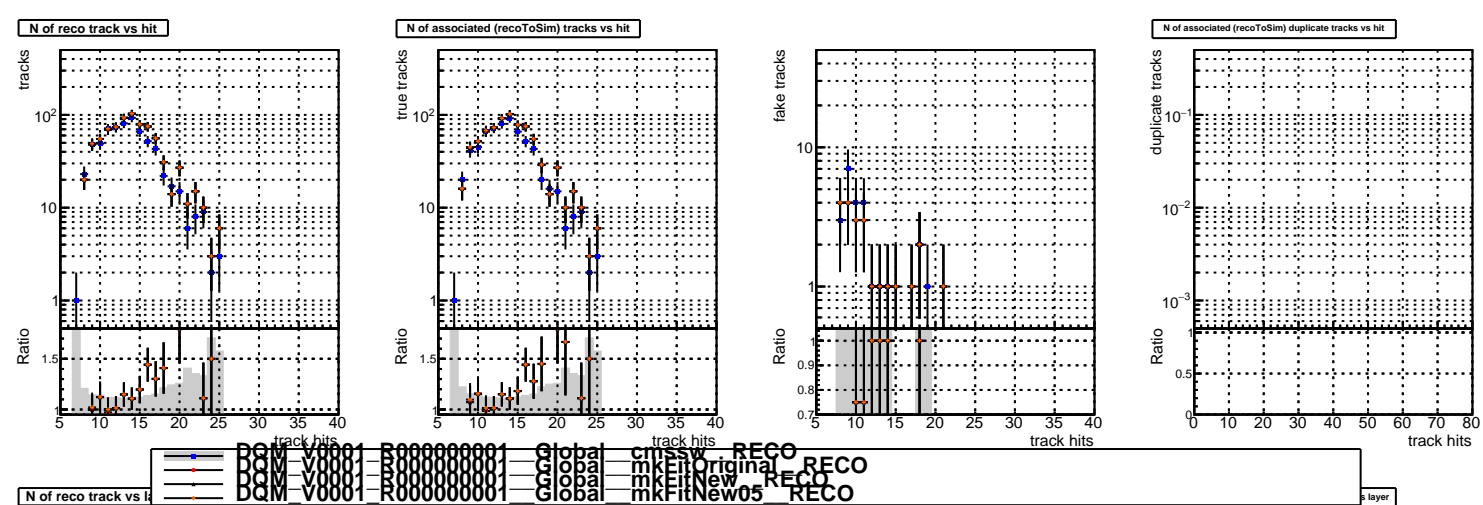 N of reco track vs hit
tracks
10²
10
1
Ratio
1.5
1
5 10 15 20 25 30 35 40
track hits
N of associated (recoToSim) tracks vs hit
true tracks
10²
10
1
Ratio
1.5
1
5 10 15 20 25 30 35 40
track hits
fake tracks
10
1
Ratio
1
0.9
0.8
0.7
5 10 15 20 25 30 35 40
track hits
N of associated (recoToSim) duplicate tracks vs hit
duplicate tracks
10⁻¹
10⁻²
10⁻³
Ratio
1
0.5
0
0 10 20 30 40 50 60 70 80
track hits
DQM_V0001_R000000001__Global__cmssw__RECO
DQM_V0001_R000000001__Global__mkFitOriginal__RECO
DQM_V0001_R000000001__Global__mkFitNew__RECO
DQM_V0001_R000000001__Global__mkFitNew05__RECO
N of reco track vs la
s layer